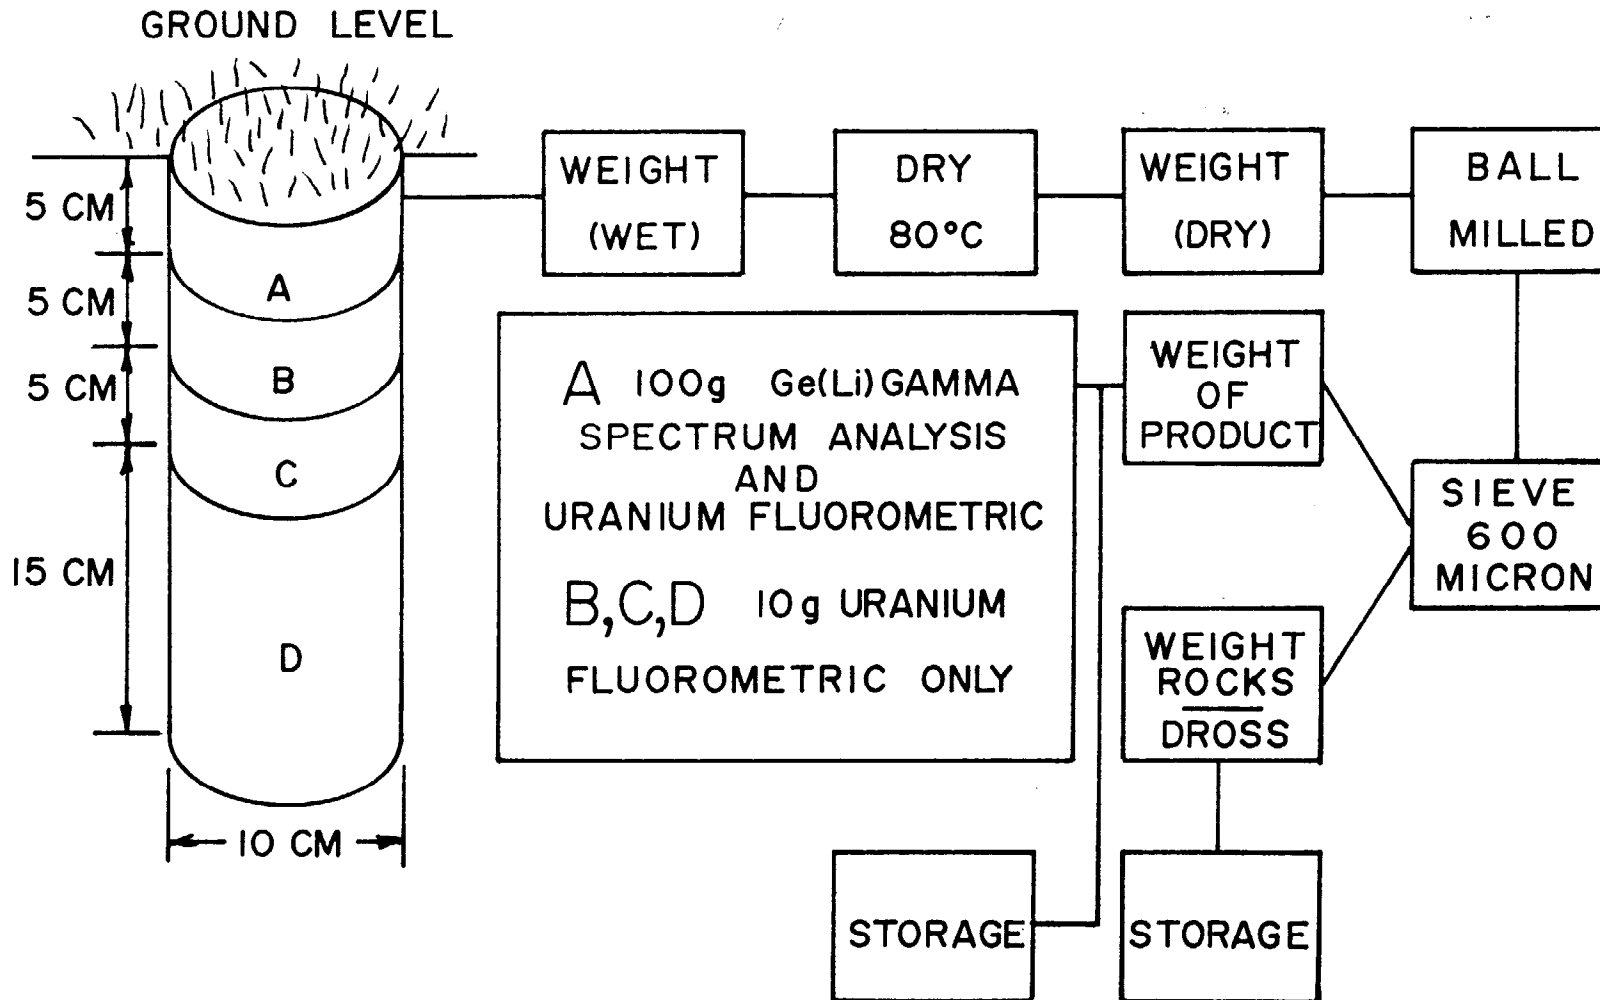 GROUND LEVEL
5 CM
5 CM
5 CM
15 CM
A
B
C
D
10 CM
WEIGHT
(WET)
DRY
80°C
WEIGHT
(DRY)
BALL
MILLED
SIEVE
600
MICRON
WEIGHT
OF
PRODUCT
WEIGHT
ROCKS
DROSS
A 100g Ge(Li) GAMMA
SPECTRUM ANALYSIS
AND
URANIUM FLUOROMETRIC
B,C,D 10g URANIUM
FLUOROMETRIC ONLY
STORAGE
STORAGE